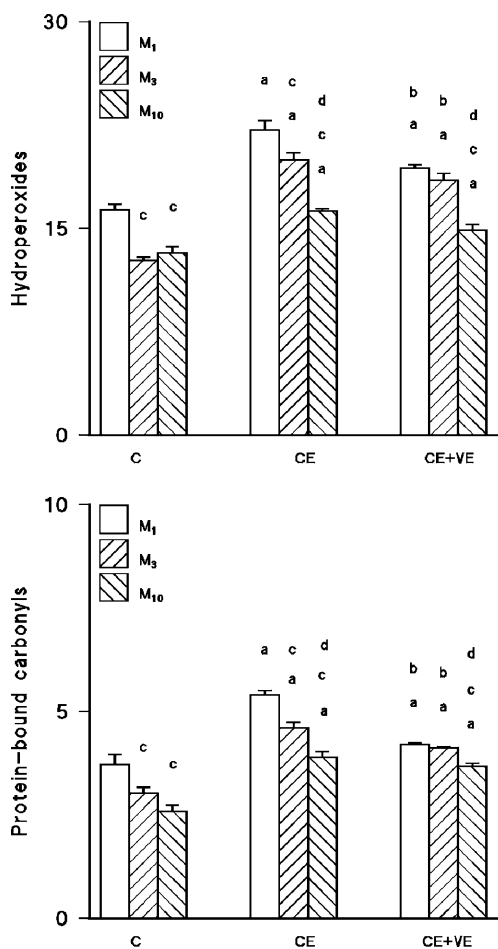 30
M₁
M₃
M₁₀
a c d
b b d
a c
a a c
c c
a
a
15
Hydroperoxides
0
C CE CE+VE
10
M₁
M₃
M₁₀
a c d
b b d
a c
a a c
c c
a
a
5
Protein-bound carbonyls
0
C CE CE+VE